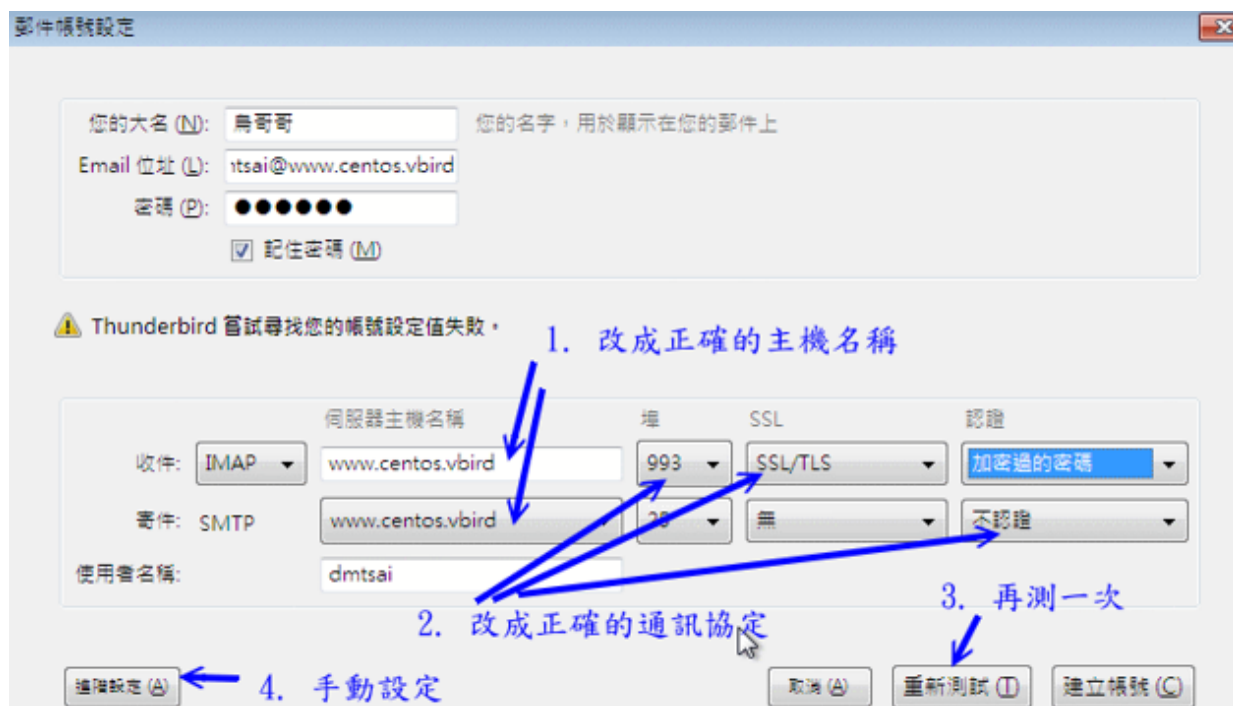 郵件帳號設定
您的大名 (N): 鳥哥哥 您的名字，用於顯示在您的郵件上
Email 位址 (L): ntsai@www.centos.vbird
密碼 (P): ●●●●●●
記住密碼 (M)
Thunderbird 嘗試尋找您的帳號設定值失敗。
1. 改成正確的主機名稱
伺服器主機名稱 埠 SSL 認證
收件: IMAP www.centos.vbird 993 SSL/TLS 加密過的密碼
寄件: SMTP www.centos.vbird 25 無 不認證
使用者名稱: dmtsai
3. 再測一次
2. 改成正確的通訊協定
4. 手動設定
進階設定 (A) 取消 (A) 重新測試 (T) 建立帳號 (C)